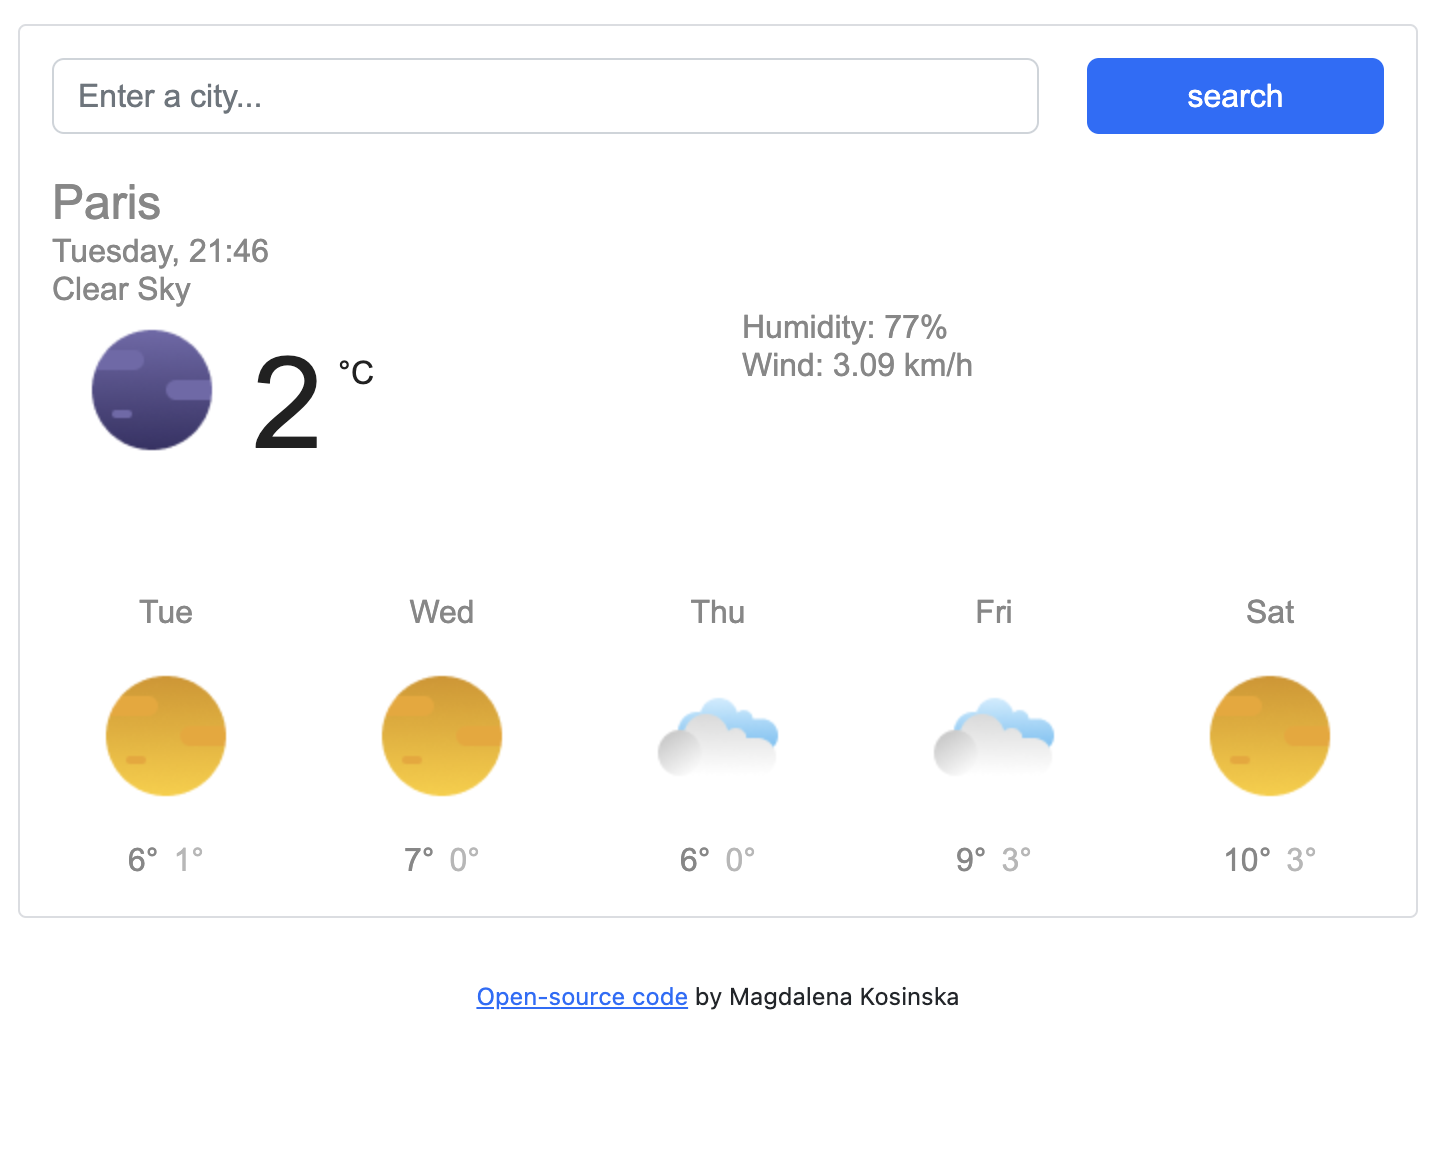 Enter a city...
search
Paris
Tuesday, 21:46
Clear Sky
2 °C
Humidity: 77%
Wind: 3.09 km/h
Tue Wed Thu Fri Sat
6° 1° 7° 0° 6° 0° 9° 3° 10° 3°
Open-source code by Magdalena Kosinska